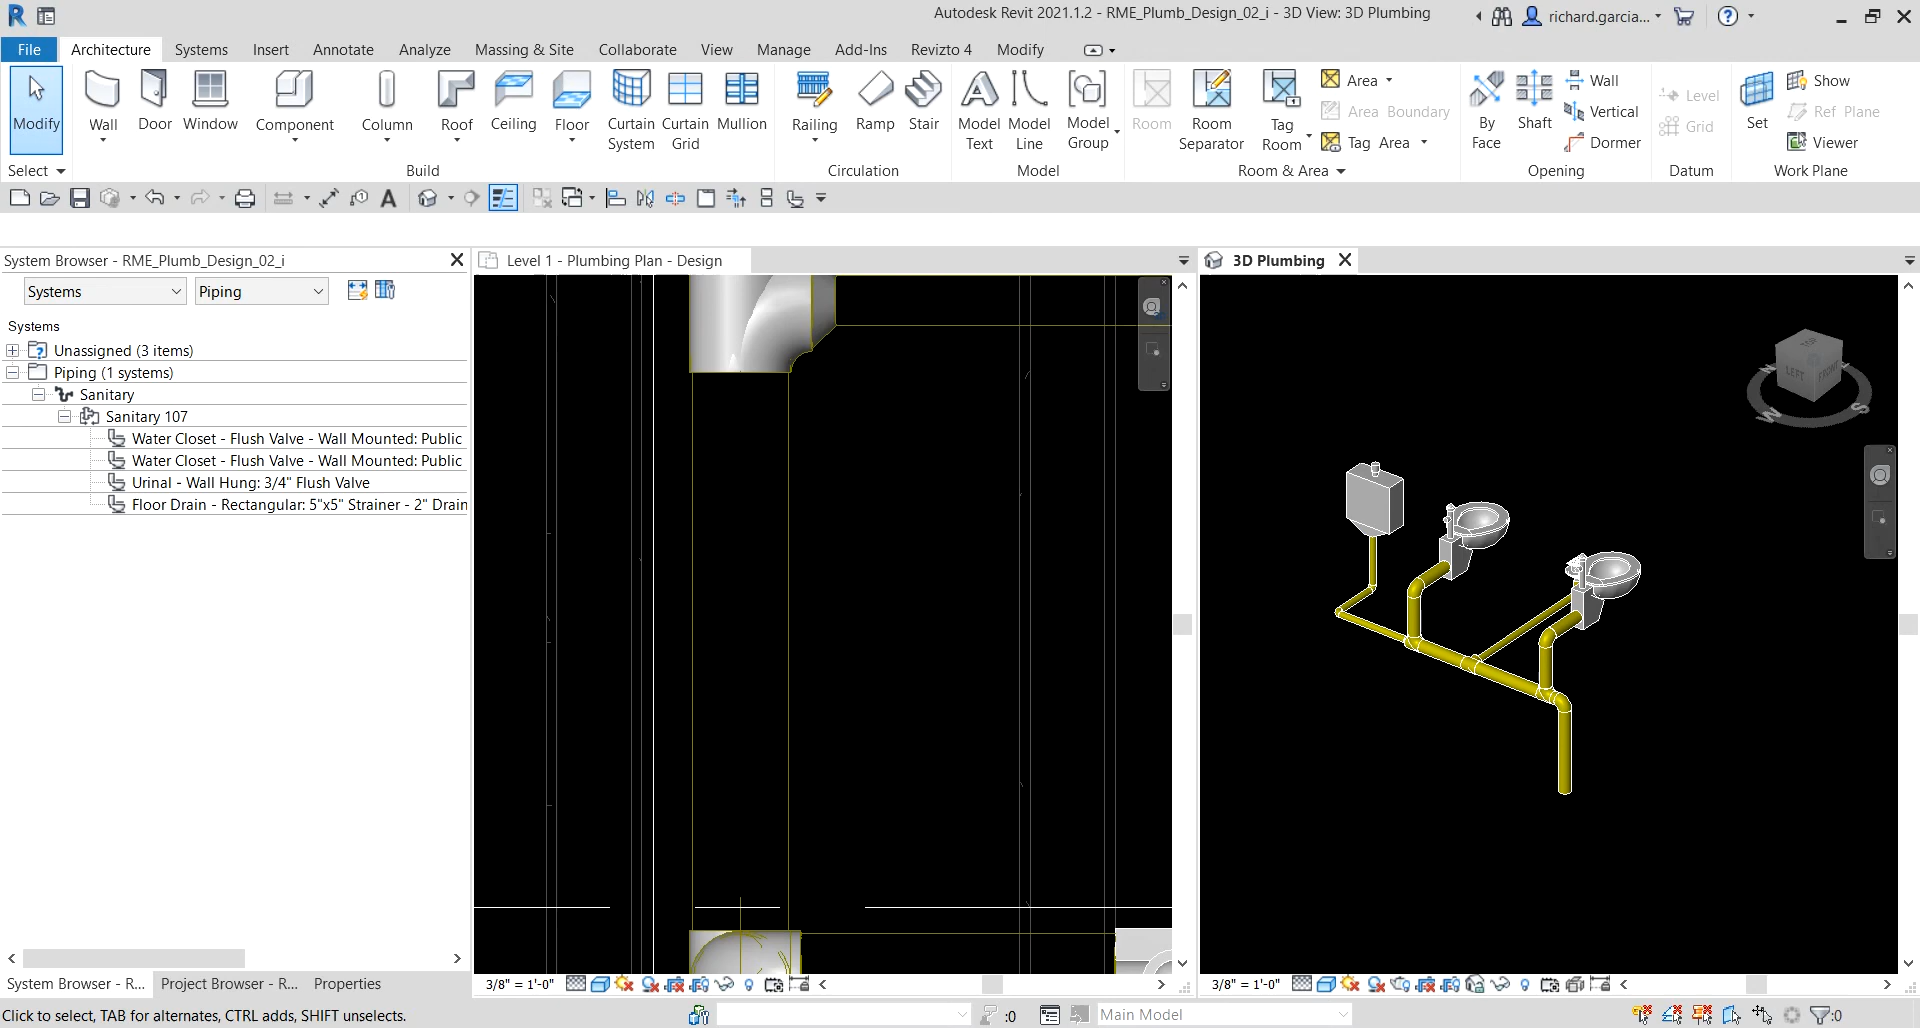 Autodesk Revit 2021.1.2 - RME_Plumb_Design_02_i - 3D View: 3D Plumbing
richard.garcia...
File Architecture Systems Insert Annotate Analyze Massing & Site Collaborate View Manage Add-Ins Revizto 4 Modify
Modify
Wall
Door
Window
Component
Column
Roof
Ceiling
Floor
Curtain System
Curtain Grid
Mullion
Railing
Ramp
Stair
Model Text
Model Line
Model Group
Room
Room Separator
Tag Room
Area
Area Boundary
Tag Area
By Face
Shaft
Wall
Vertical
Dormer
Level
Grid
Set
Show
Ref Plane
Viewer
Select
Build
Circulation
Model
Room & Area
Opening
Datum
Work Plane
System Browser - RME_Plumb_Design_02_i
Systems
Piping
Systems
Unassigned (3 items)
Piping (1 systems)
Sanitary
Sanitary 107
Water Closet - Flush Valve - Wall Mounted: Public
Water Closet - Flush Valve - Wall Mounted: Public
Urinal - Wall Hung: 3/4" Flush Valve
Floor Drain - Rectangular: 5"x5" Strainer - 2" Drain
Level 1 - Plumbing Plan - Design
3D Plumbing
TOP
LEFT
FRONT
W
S
System Browser - R...
Project Browser - R...
Properties
3/8" = 1'-0"
3/8" = 1'-0"
Click to select, TAB for alternates, CTRL adds, SHIFT unselects.
:0
Main Model
:0